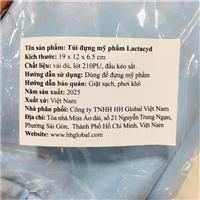 Tên sản phẩm: Túi đựng mỹ phẩm Lactacyd
Kích thước: 19 x 12 x 6.5 cm
Chất liệu: vải dù, lót 210PU, đầu kéo sắt
Hướng dẫn sử dụng: Dùng để đựng mỹ phẩm
Hướng dẫn bảo quản: Giặt sạch, phơi khô
Năm sản xuất: 2025
Xuất xứ: Việt Nam
Nhà phân phối: Công ty TNHH HH Global Việt Nam
Địa chỉ: Tòa nhà Miss Áo dài, số 21 Nguyễn Trung Ngạn,
Phường Sài Gòn, Thành Phố Hồ Chí Minh, Việt Nam
Website: www.hhglobal.com